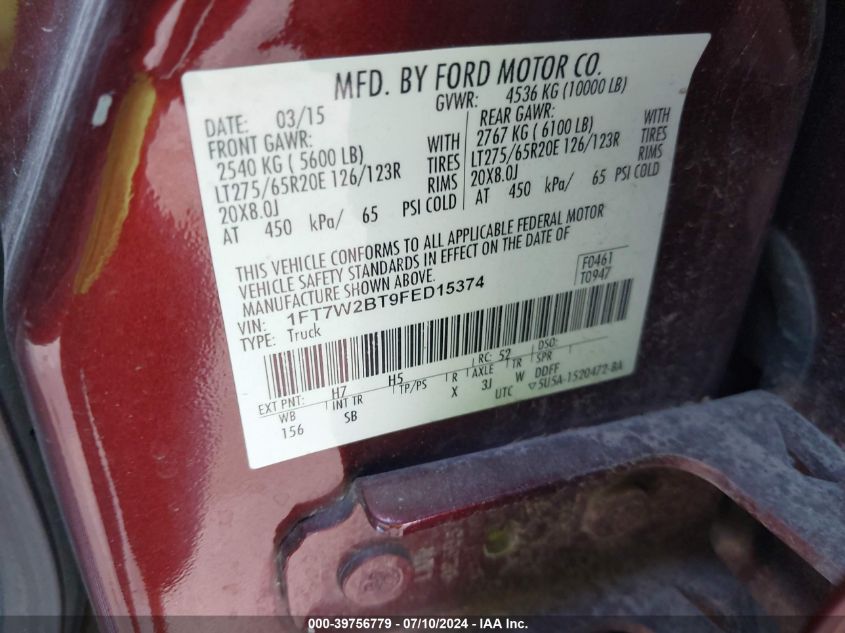 MFD. BY FORD MOTOR CO.
DATE: 03/15 GVWR: 4536 KG (10000 LB)
FRONT GAWR: REAR GAWR:
2540 KG ( 5600 LB) WITH 2767 KG ( 6100 LB) WITH
LT275/65R20E 126/123R TIRES LT275/65R20E 126/123R TIRES
20X8.0J RIMS 20X8.0J RIMS
AT 450 kPa/ 65 PSI COLD AT 450 kPa/ 65 PSI COLD
THIS VEHICLE CONFORMS TO ALL APPLICABLE FEDERAL MOTOR
VEHICLE SAFETY STANDARDS IN EFFECT ON THE DATE OF
MANUFACTURE SHOWN ABOVE.
F0461
T0947
VIN: 1FT7W2BT9FED15374
TYPE: Truck
EXT PNT: H7 H5 RC: 52 DSO:
WB INT TR TP/PS R AXLE TR SPR
156 SB X 3J W DDFF
UTC ▽5U5A-1520472-BA
000-39756779 - 07/10/2024 - IAA Inc.